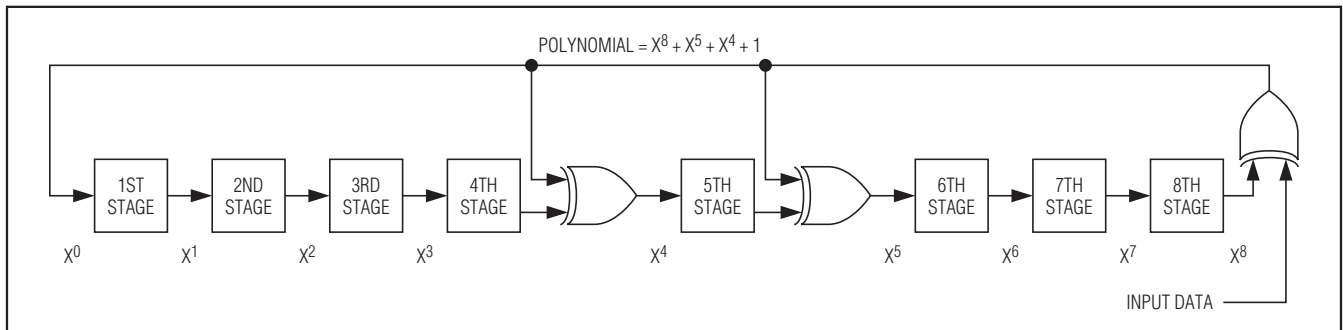 POLYNOMIAL = X⁸ + X⁵ + X⁴ + 1
1ST
STAGE
2ND
STAGE
3RD
STAGE
4TH
STAGE
5TH
STAGE
6TH
STAGE
7TH
STAGE
8TH
STAGE
X⁰
X¹
X²
X³
X⁴
X⁵
X⁶
X⁷
X⁸
INPUT DATA